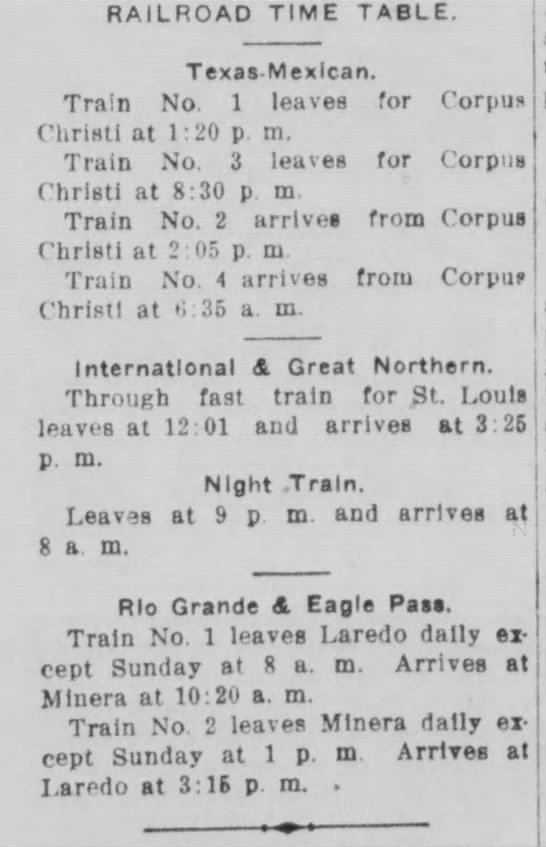 RAILROAD TIME TABLE.
Texas-Mexican.
Train No. 1 leaves for Corpus
Christi at 1:20 p. m.
Train No. 3 leaves for Corpus
Christi at 8:30 p. m.
Train No. 2 arrives from Corpus
Christi at 2:05 p. m.
Train No. 4 arrives from Corpus
Christi at 6:35 a. m.
International & Great Northern.
Through fast train for St. Louis
leaves at 12:01 and arrives at 3:25
p. m.
Night Train.
Leaves at 9 p. m. and arrives at
8 a. m.
Rio Grande & Eagle Pass.
Train No. 1 leaves Laredo daily ex-
cept Sunday at 8 a. m. Arrives at
Minera at 10:20 a. m.
Train No. 2 leaves Minera daily ex-
cept Sunday at 1 p. m. Arrives at
Laredo at 3:15 p. m.